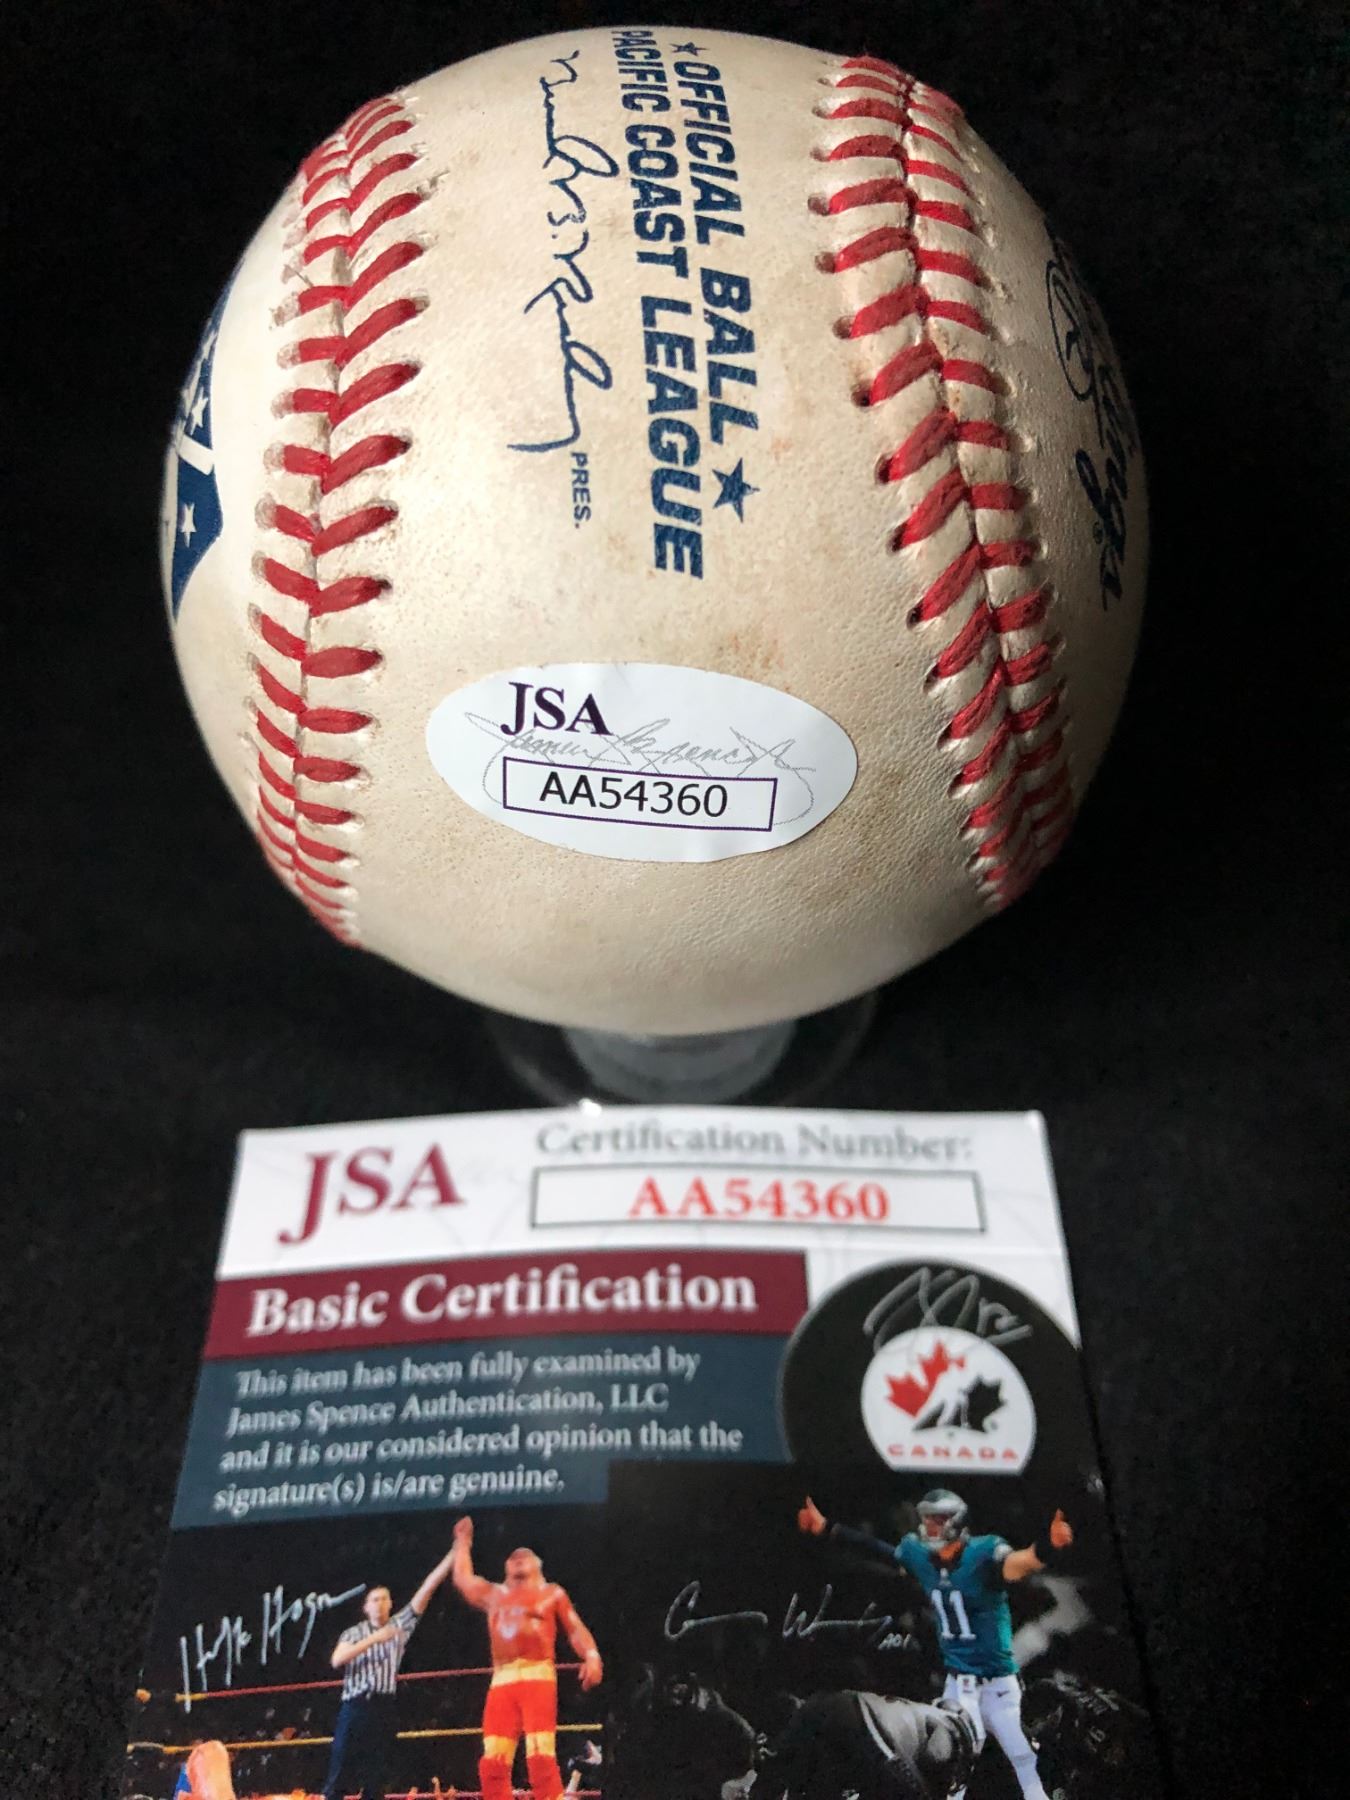 OFFICIAL BALL
PACIFIC COAST LEAGUE
PRES.
JSA
AA54360
JSA
Certification Number:
AA54360
Basic Certification
This item has been fully examined by
James Spence Authentication, LLC
and it is our considered opinion that the
signature(s) is/are genuine.
CANADA
Hulk Hogan
11